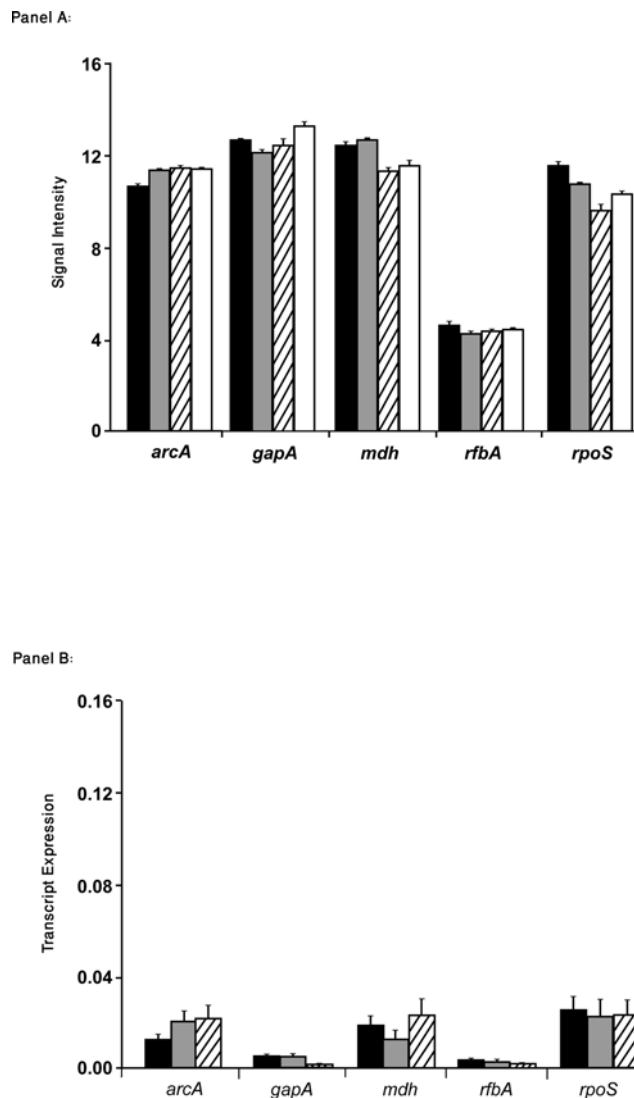 Panel A:
16
12
8
4
0
Signal Intensity
arcA gapA mdh rfbA rpoS
Panel B:
0.16
0.12
0.08
0.04
0.00
Transcript Expression
arcA gapA mdh rfbA rpoS